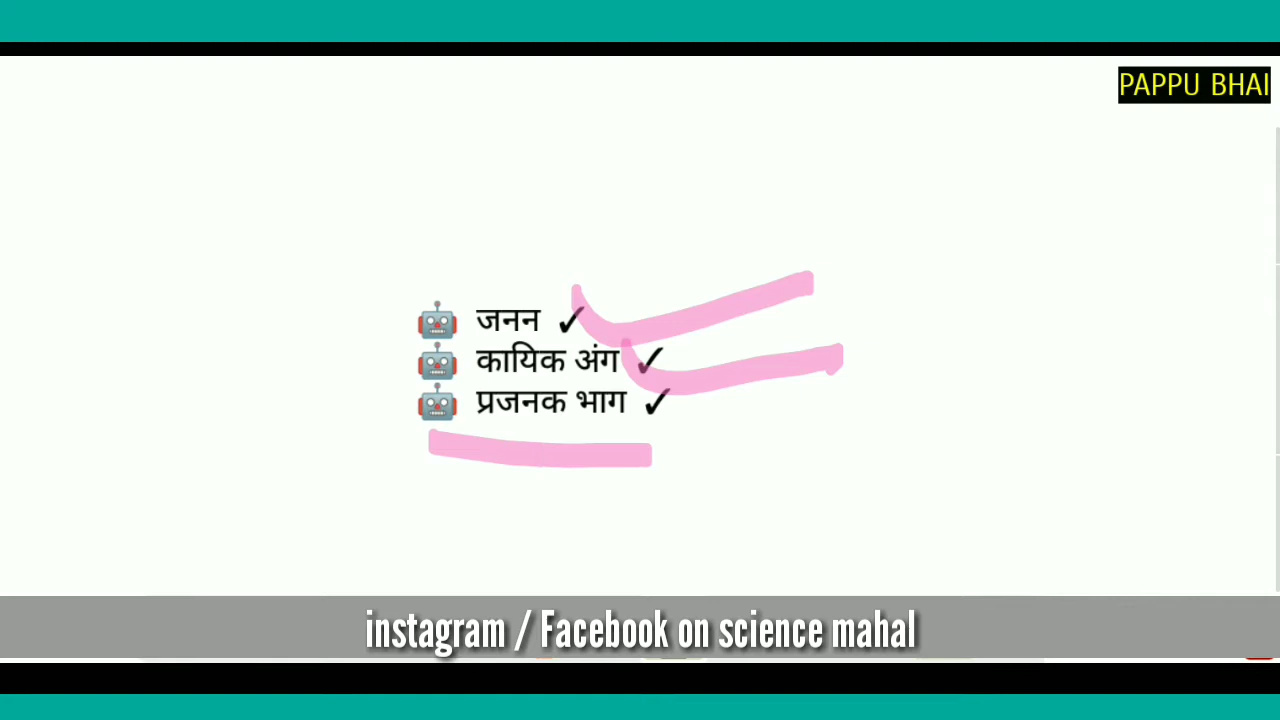 PAPPU BHAI
🤖 जनन ✓
🤖 कायिक अंग ✓
🤖 प्रजनक भाग ✓
instagram / Facebook on science mahal